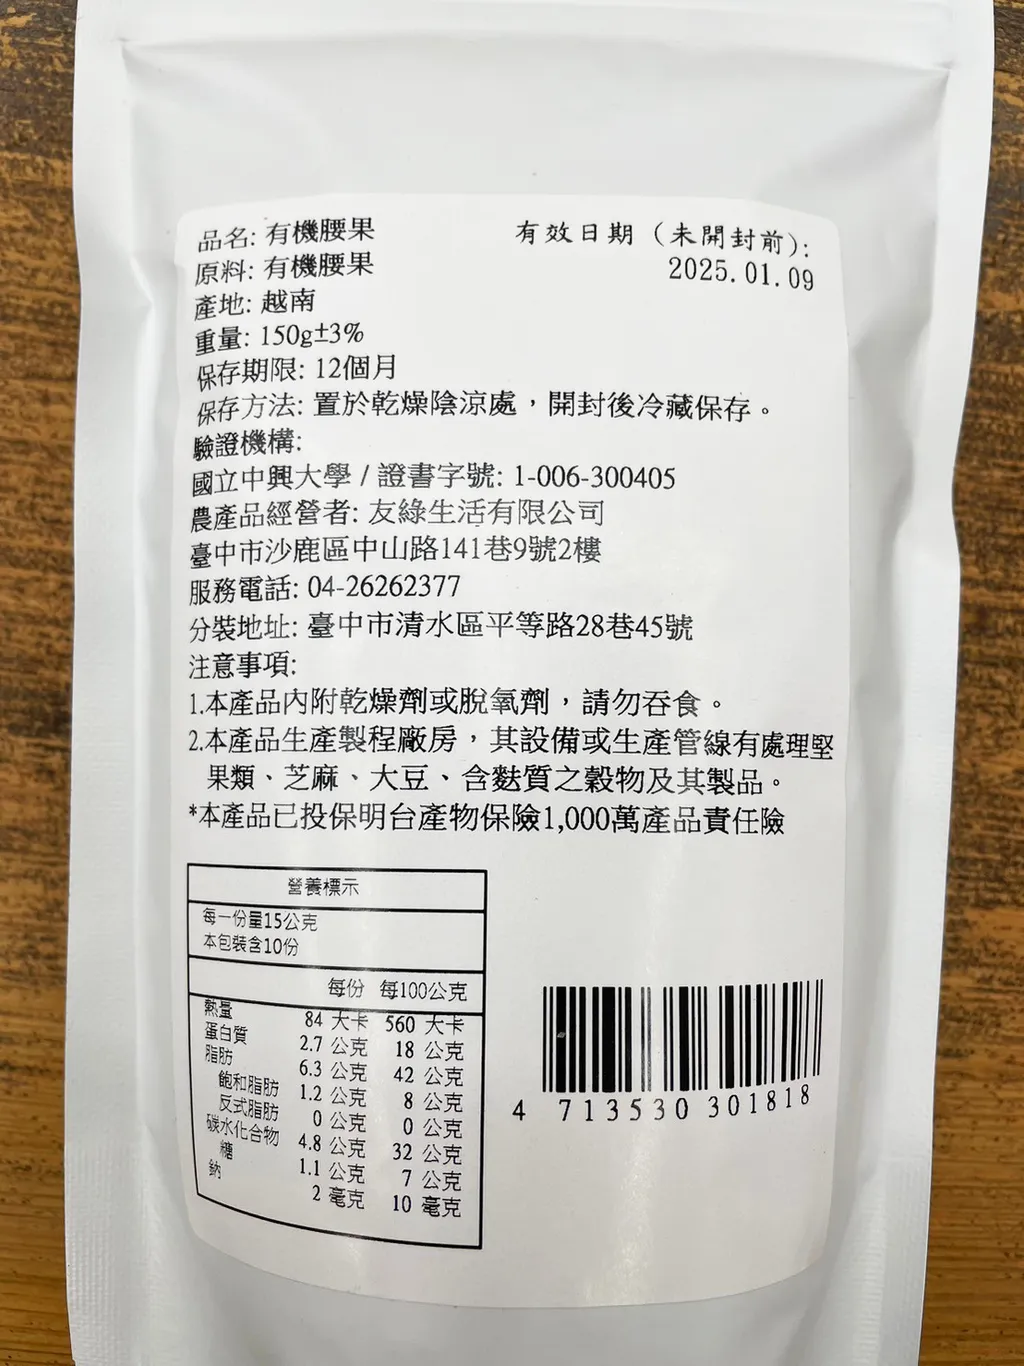 品名: 有機腰果
有效日期（未開封前）:
2025.01.09
原料: 有機腰果
產地: 越南
重量: 150g±3%
保存期限: 12個月
保存方法: 置於乾燥陰涼處，開封後冷藏保存。
驗證機構:
國立中興大學 / 證書字號: 1-006-300405
農產品經營者: 友綠生活有限公司
臺中市沙鹿區中山路141巷9號2樓
服務電話: 04-26262377
分裝地址: 臺中市清水區平等路28巷45號
注意事項:
1.本產品內附乾燥劑或脫氧劑，請勿吞食。
2.本產品生產製程廠房，其設備或生產管線有處理堅
果類、芝麻、大豆、含麩質之穀物及其製品。
*本產品已投保明台產物保險1,000萬產品責任險
營養標示
每一份量15公克
本包裝含10份
每份 每100公克
熱量 84 大卡 560 大卡
蛋白質 2.7 公克 18 公克
脂肪 6.3 公克 42 公克
飽和脂肪 1.2 公克 8 公克
反式脂肪 0 公克 0 公克
碳水化合物 4.8 公克 32 公克
糖 1.1 公克 7 公克
鈉 2 毫克 10 毫克
4 713530 301818